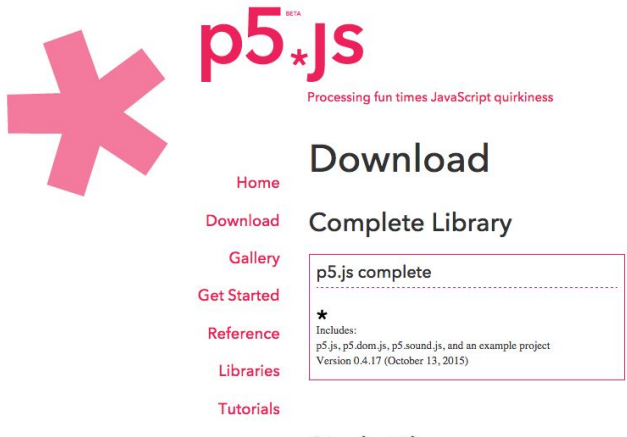 BETA
p5*js
Processing fun times JavaScript quirkiness
Home
Download
Gallery
Get Started
Reference
Libraries
Tutorials
Download
Complete Library
p5.js complete
*
Includes:
p5.js, p5.dom.js, p5.sound.js, and an example project
Version 0.4.17 (October 13, 2015)